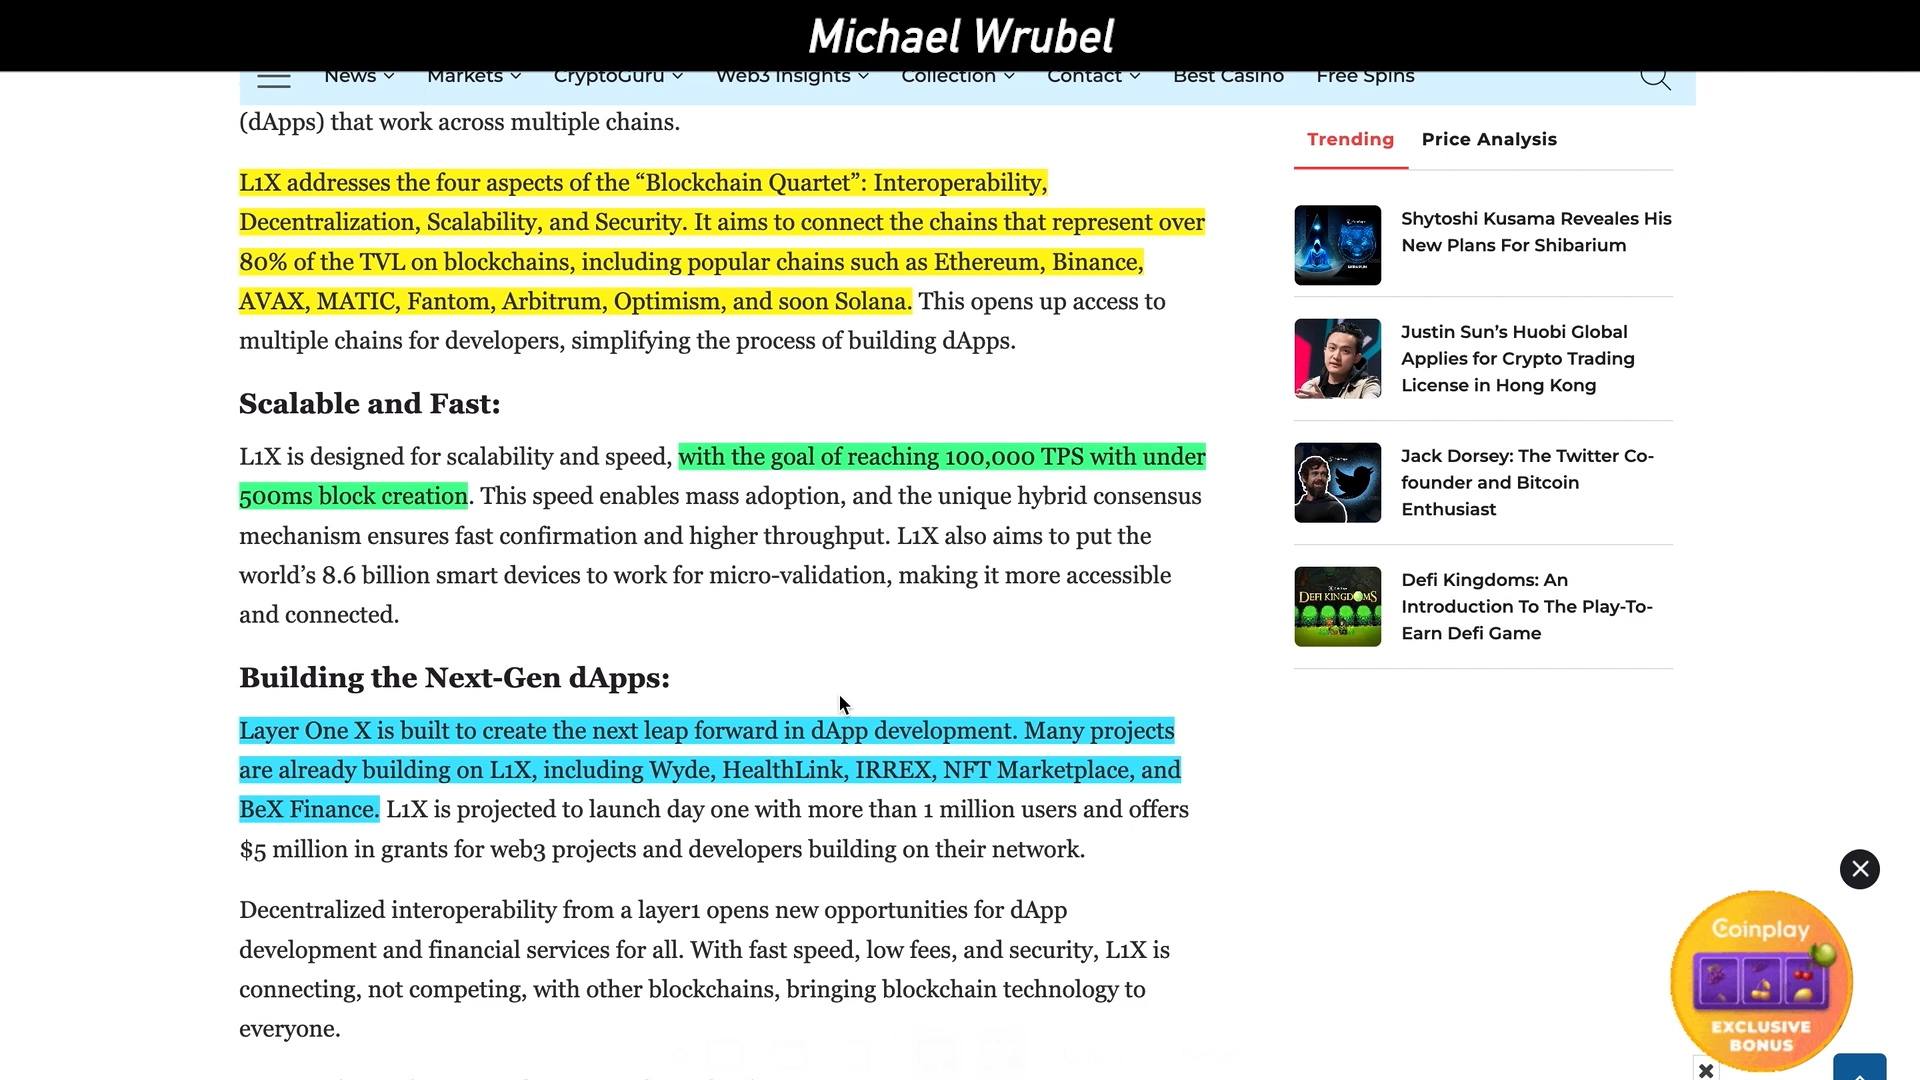 Michael Wrubel
News Markets CryptoGuru Web3 Insights Collection Contact Best Casino Free Spins
(dApps) that work across multiple chains.
L1X addresses the four aspects of the “Blockchain Quartet”: Interoperability,
Decentralization, Scalability, and Security. It aims to connect the chains that represent over
80% of the TVL on blockchains, including popular chains such as Ethereum, Binance,
AVAX, MATIC, Fantom, Arbitrum, Optimism, and soon Solana. This opens up access to
multiple chains for developers, simplifying the process of building dApps.
Scalable and Fast:
L1X is designed for scalability and speed, with the goal of reaching 100,000 TPS with under
500ms block creation. This speed enables mass adoption, and the unique hybrid consensus
mechanism ensures fast confirmation and higher throughput. L1X also aims to put the
world’s 8.6 billion smart devices to work for micro-validation, making it more accessible
and connected.
Building the Next-Gen dApps:
Layer One X is built to create the next leap forward in dApp development. Many projects
are already building on L1X, including Wyde, HealthLink, IRREX, NFT Marketplace, and
BeX Finance. L1X is projected to launch day one with more than 1 million users and offers
$5 million in grants for web3 projects and developers building on their network.
Decentralized interoperability from a layer1 opens new opportunities for dApp
development and financial services for all. With fast speed, low fees, and security, L1X is
connecting, not competing, with other blockchains, bringing blockchain technology to
everyone.
Trending Price Analysis
Shytoshi Kusama Reveales His
New Plans For Shibarium
Justin Sun’s Huobi Global
Applies for Crypto Trading
License in Hong Kong
Jack Dorsey: The Twitter Co-
founder and Bitcoin
Enthusiast
DEFI KINGDOMS
Defi Kingdoms: An
Introduction To The Play-To-
Earn Defi Game
Coinplay
EXCLUSIVE
BONUS